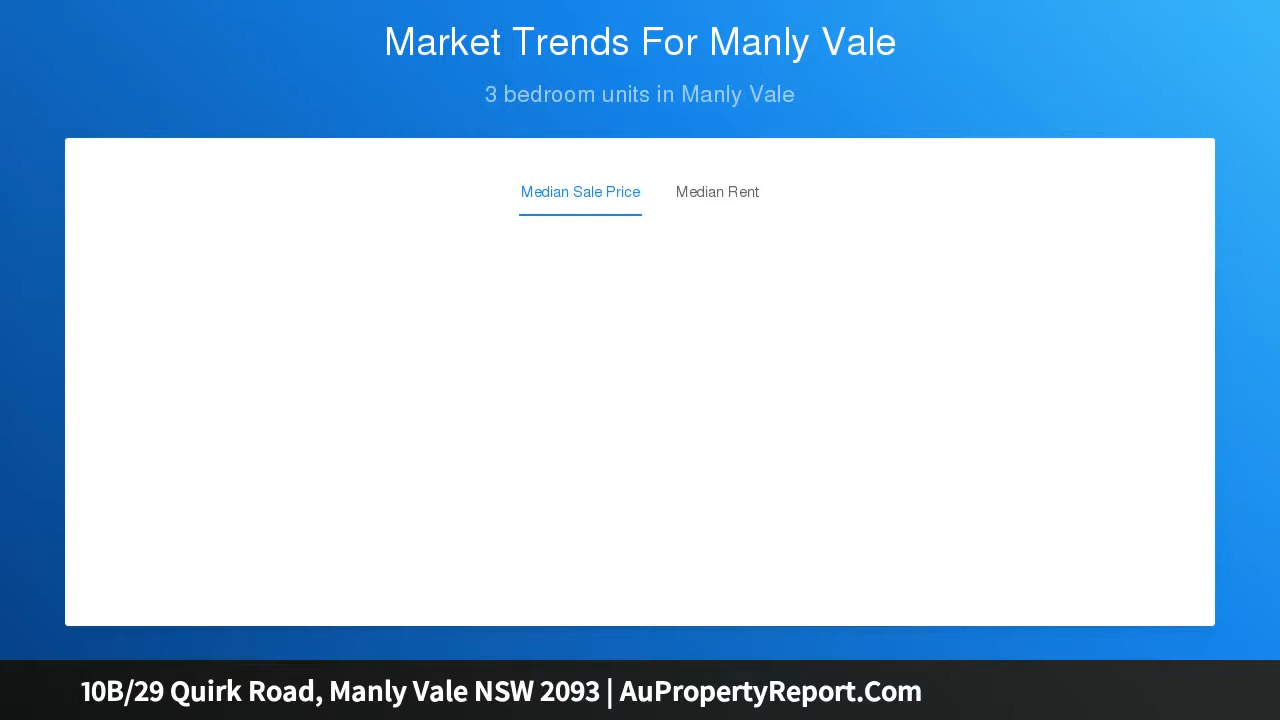 Market Trends For Manly Vale
3 bedroom units in Manly Vale
Median Sale Price Median Rent
10B/29 Quirk Road, Manly Vale NSW 2093 | AuPropertyReport.Com